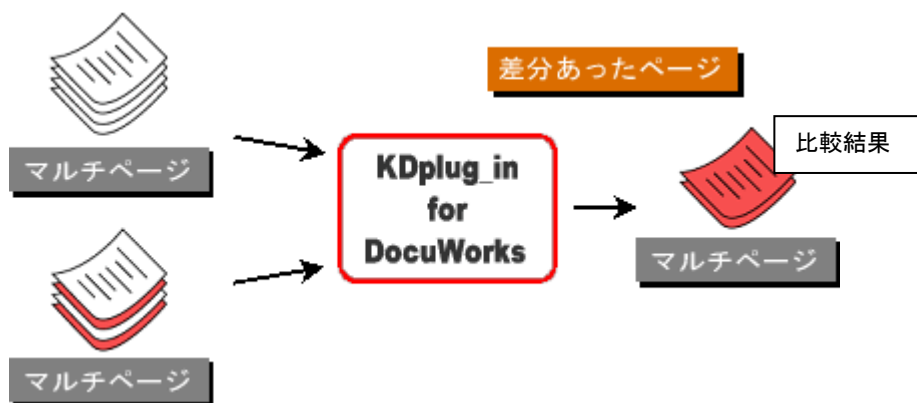 差分あったページ
比較結果
マルチページ
KDplug_in
for
DocuWorks
マルチページ
マルチページ